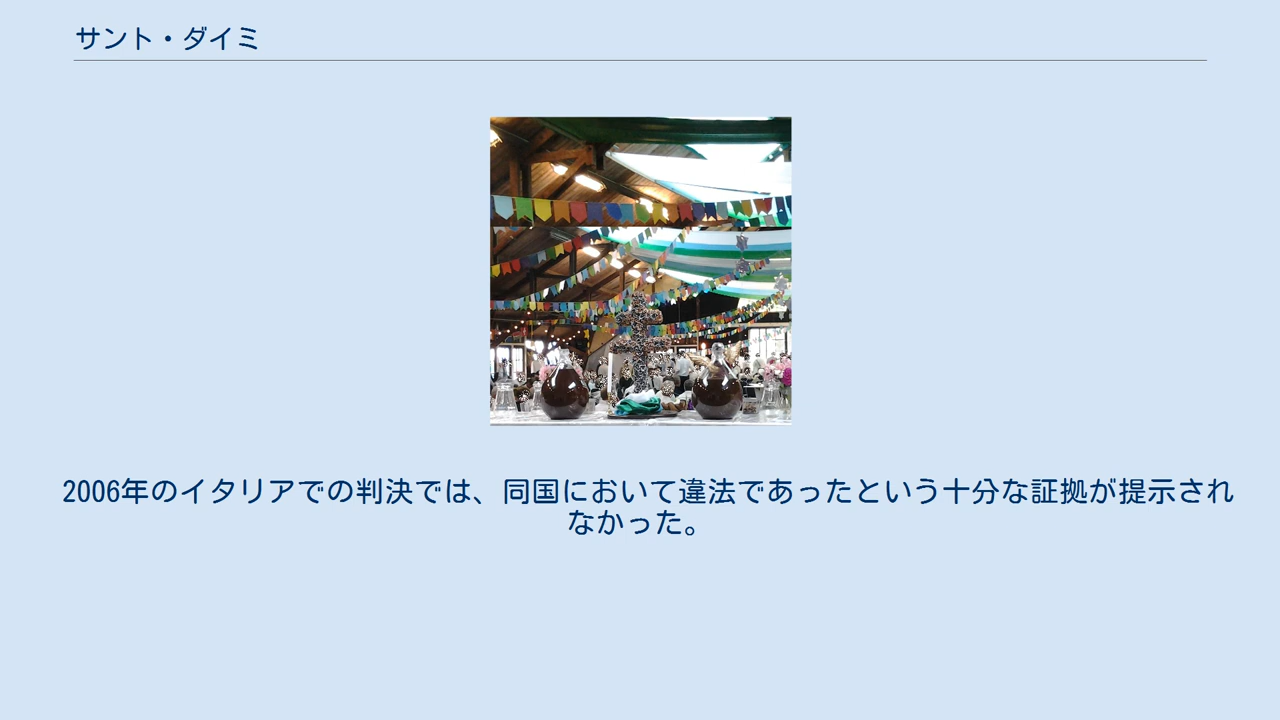 サント・ダイミ
2006年のイタリアでの判決では、同国において違法であったという十分な証拠が提示され
なかった。